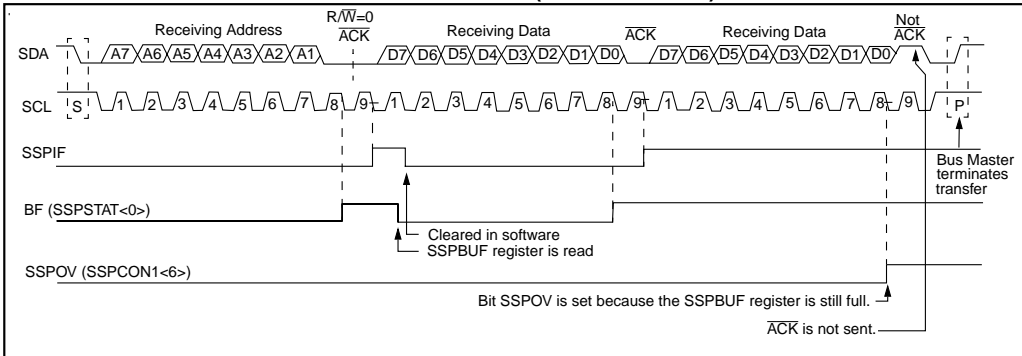 R/W=0
Receiving Address ACK Receiving Data ACK Receiving Data Not ACK
SDA A7 A6 A5 A4 A3 A2 A1 D7 D6 D5 D4 D3 D2 D1 D0 D7 D6 D5 D4 D3 D2 D1 D0
SCL S 1 2 3 4 5 6 7 8 9 1 2 3 4 5 6 7 8 9 1 2 3 4 5 6 7 8 9 P
SSPIF
Bus Master
terminates
transfer
BF (SSPSTAT<0>)
Cleared in software
SSPBUF register is read
SSPOV (SSPCON1<6>)
Bit SSPOV is set because the SSPBUF register is still full.
ACK is not sent.